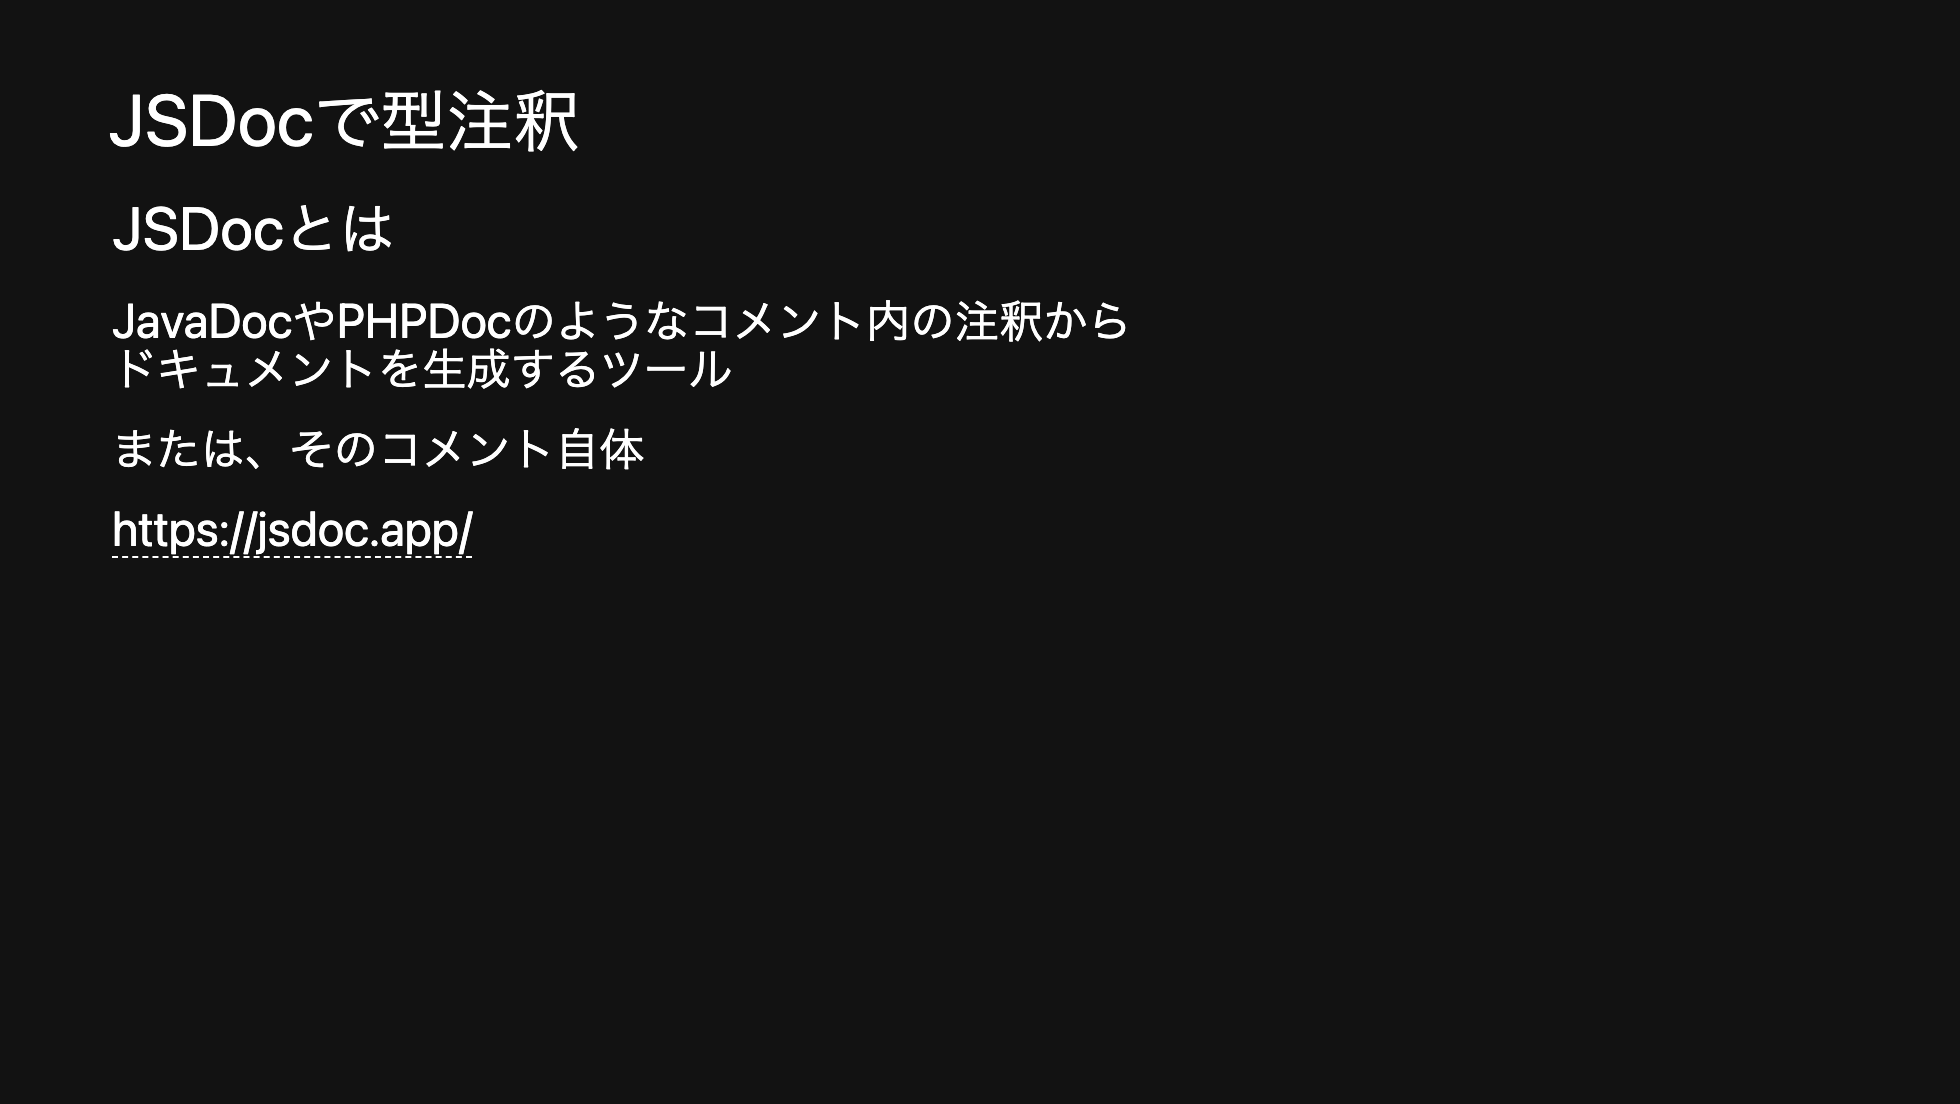 JSDocで型注釈
JSDocとは
JavaDocやPHPDocのようなコメント内の注釈から
ドキュメントを生成するツール
または、そのコメント自体
https://jsdoc.app/